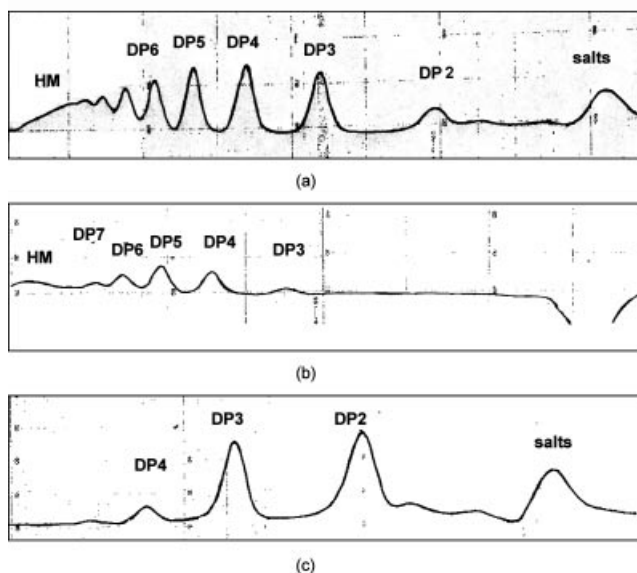 HM DP6 DP5 DP4 DP3 DP 2 salts
(a)
HM DP7 DP6 DP5 DP4 DP3
(b)
DP4 DP3 DP2 salts
(c)